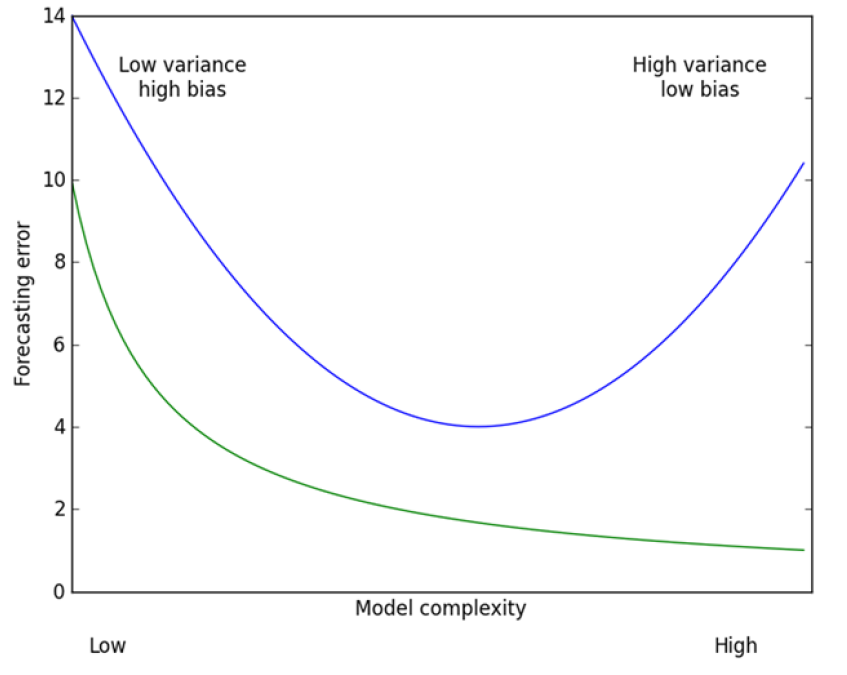 14
Low variance
high bias
High variance
low bias
12
10
8
6
4
2
0
Forecasting error
Model complexity
Low
High